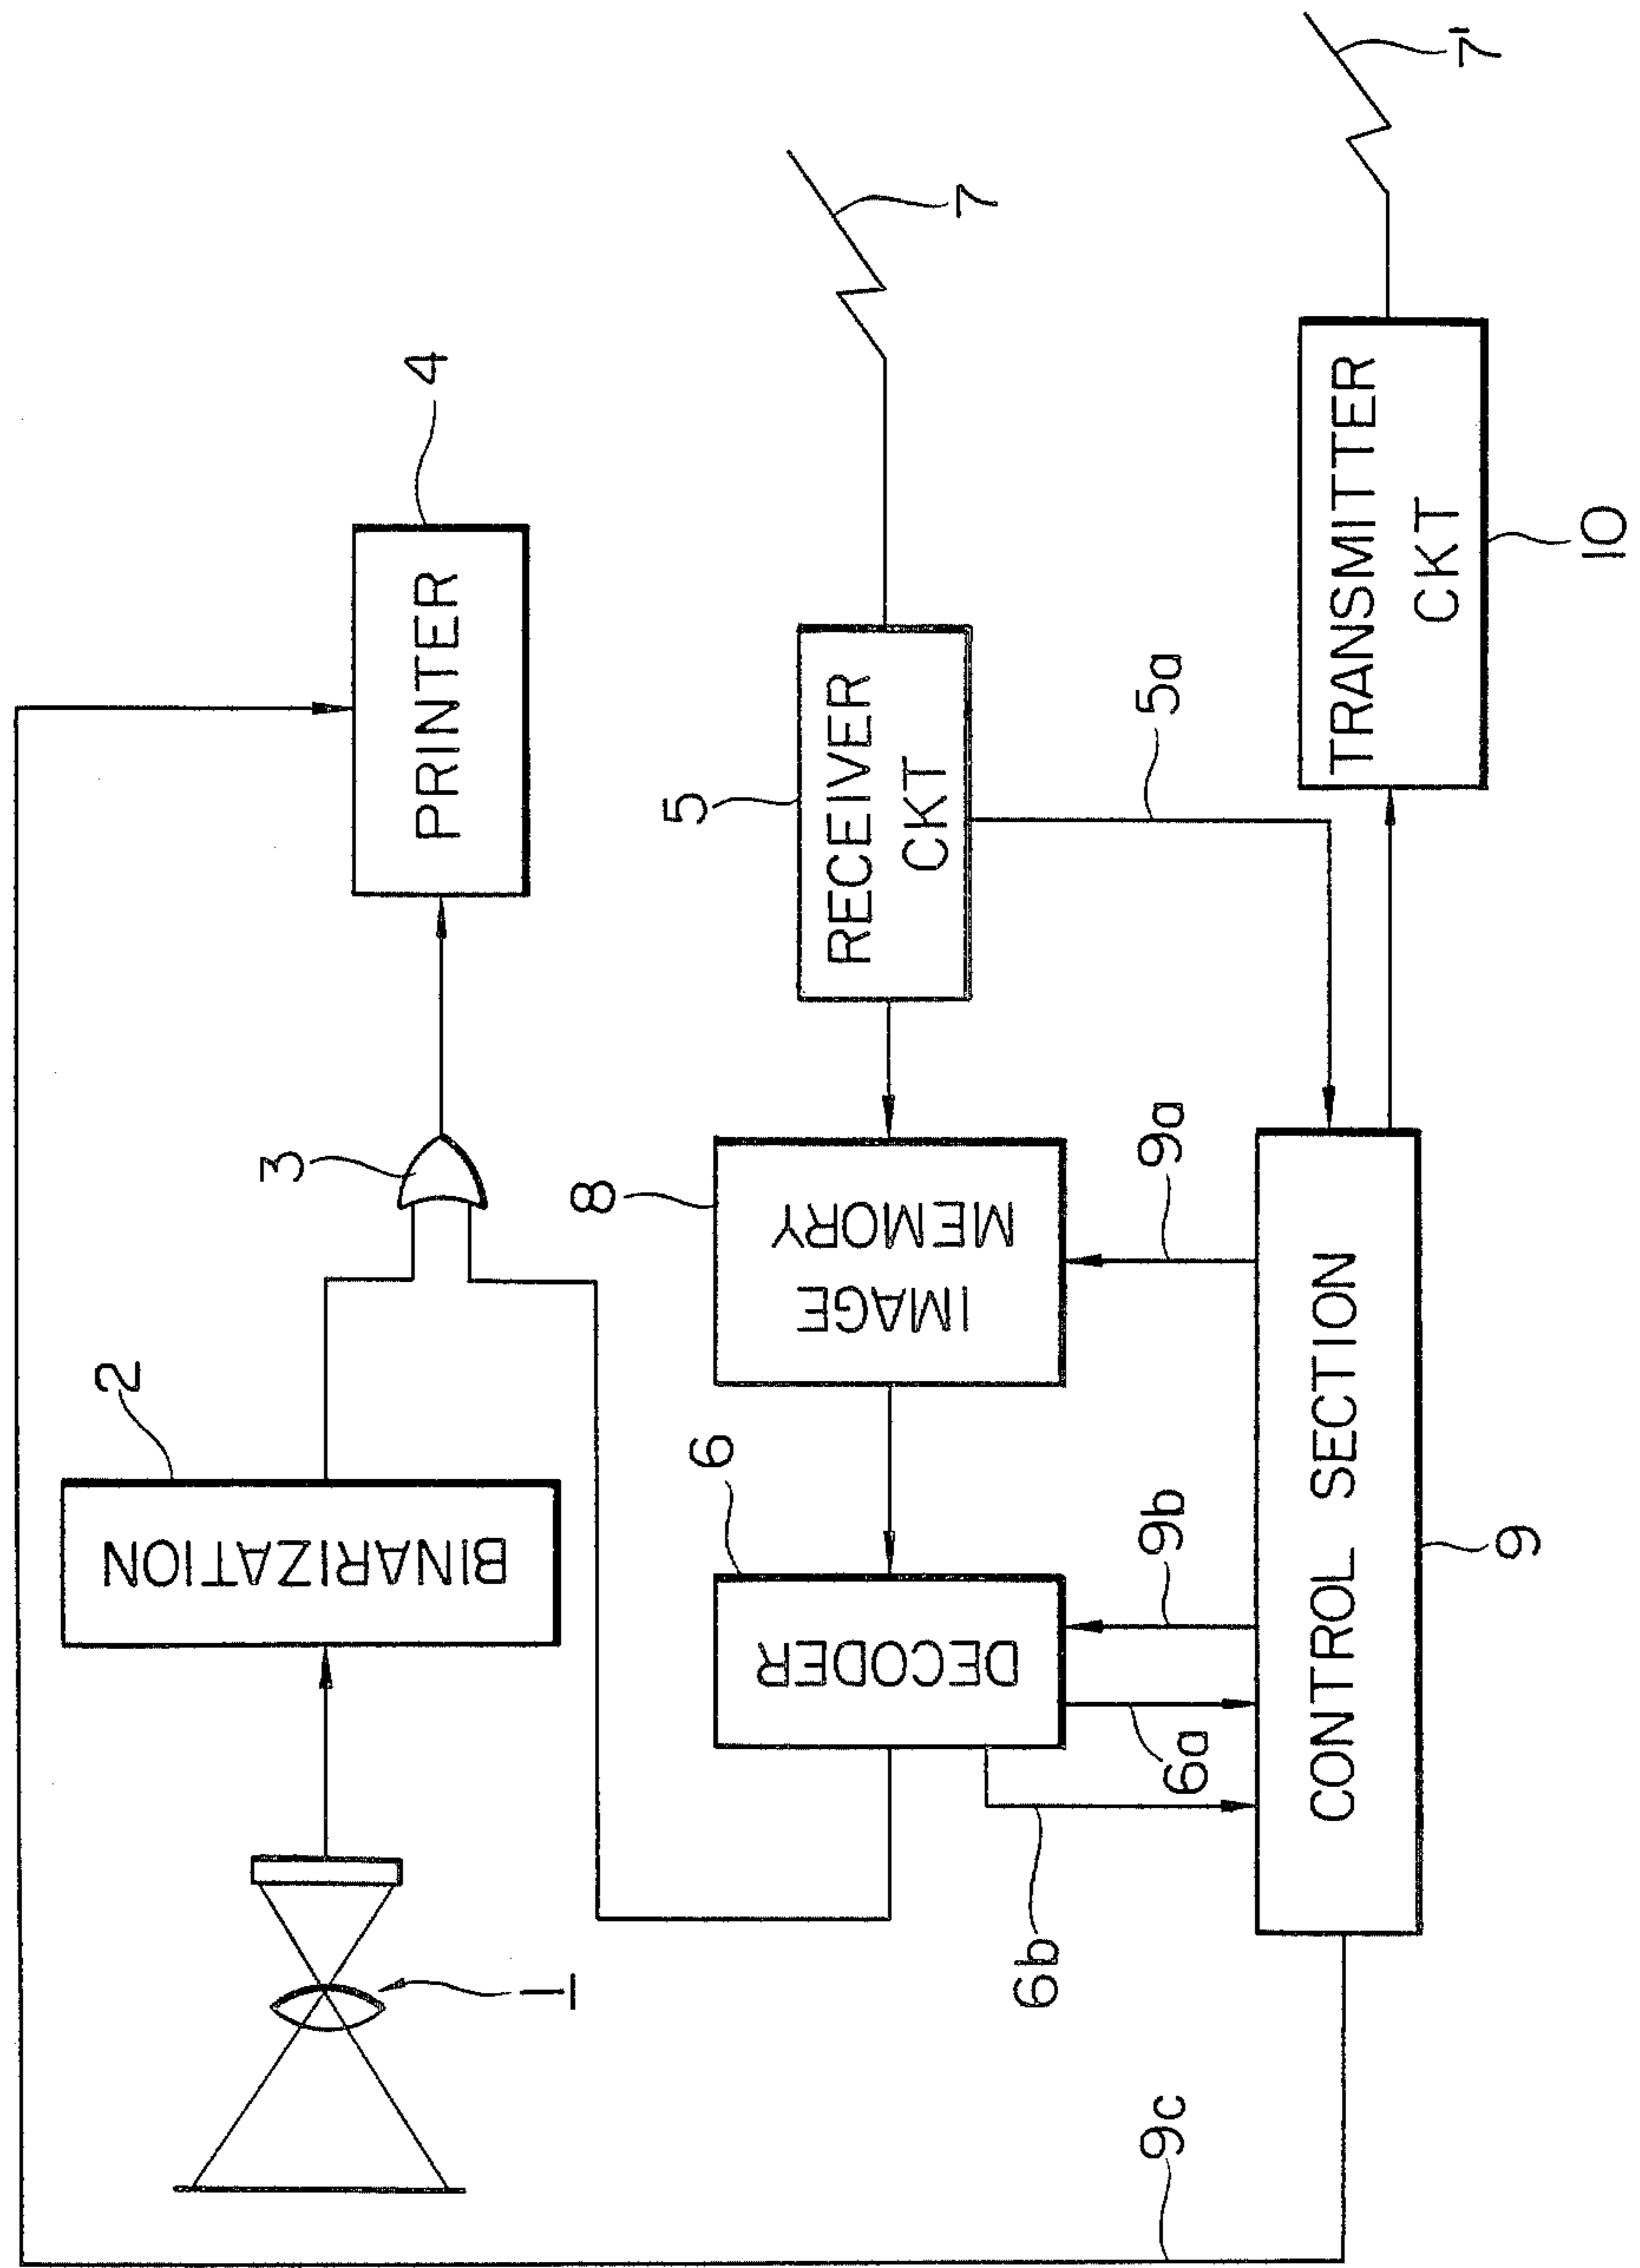 1
2
BINARIZATION
3
4
PRINTER
5
RECEIVER
CKT
5a
7
8
IMAGE
MEMORY
6
DECODER
6a
6b
9a
9b
9c
CONTROL SECTION
9
TRANSMITTER
CKT
10
7'